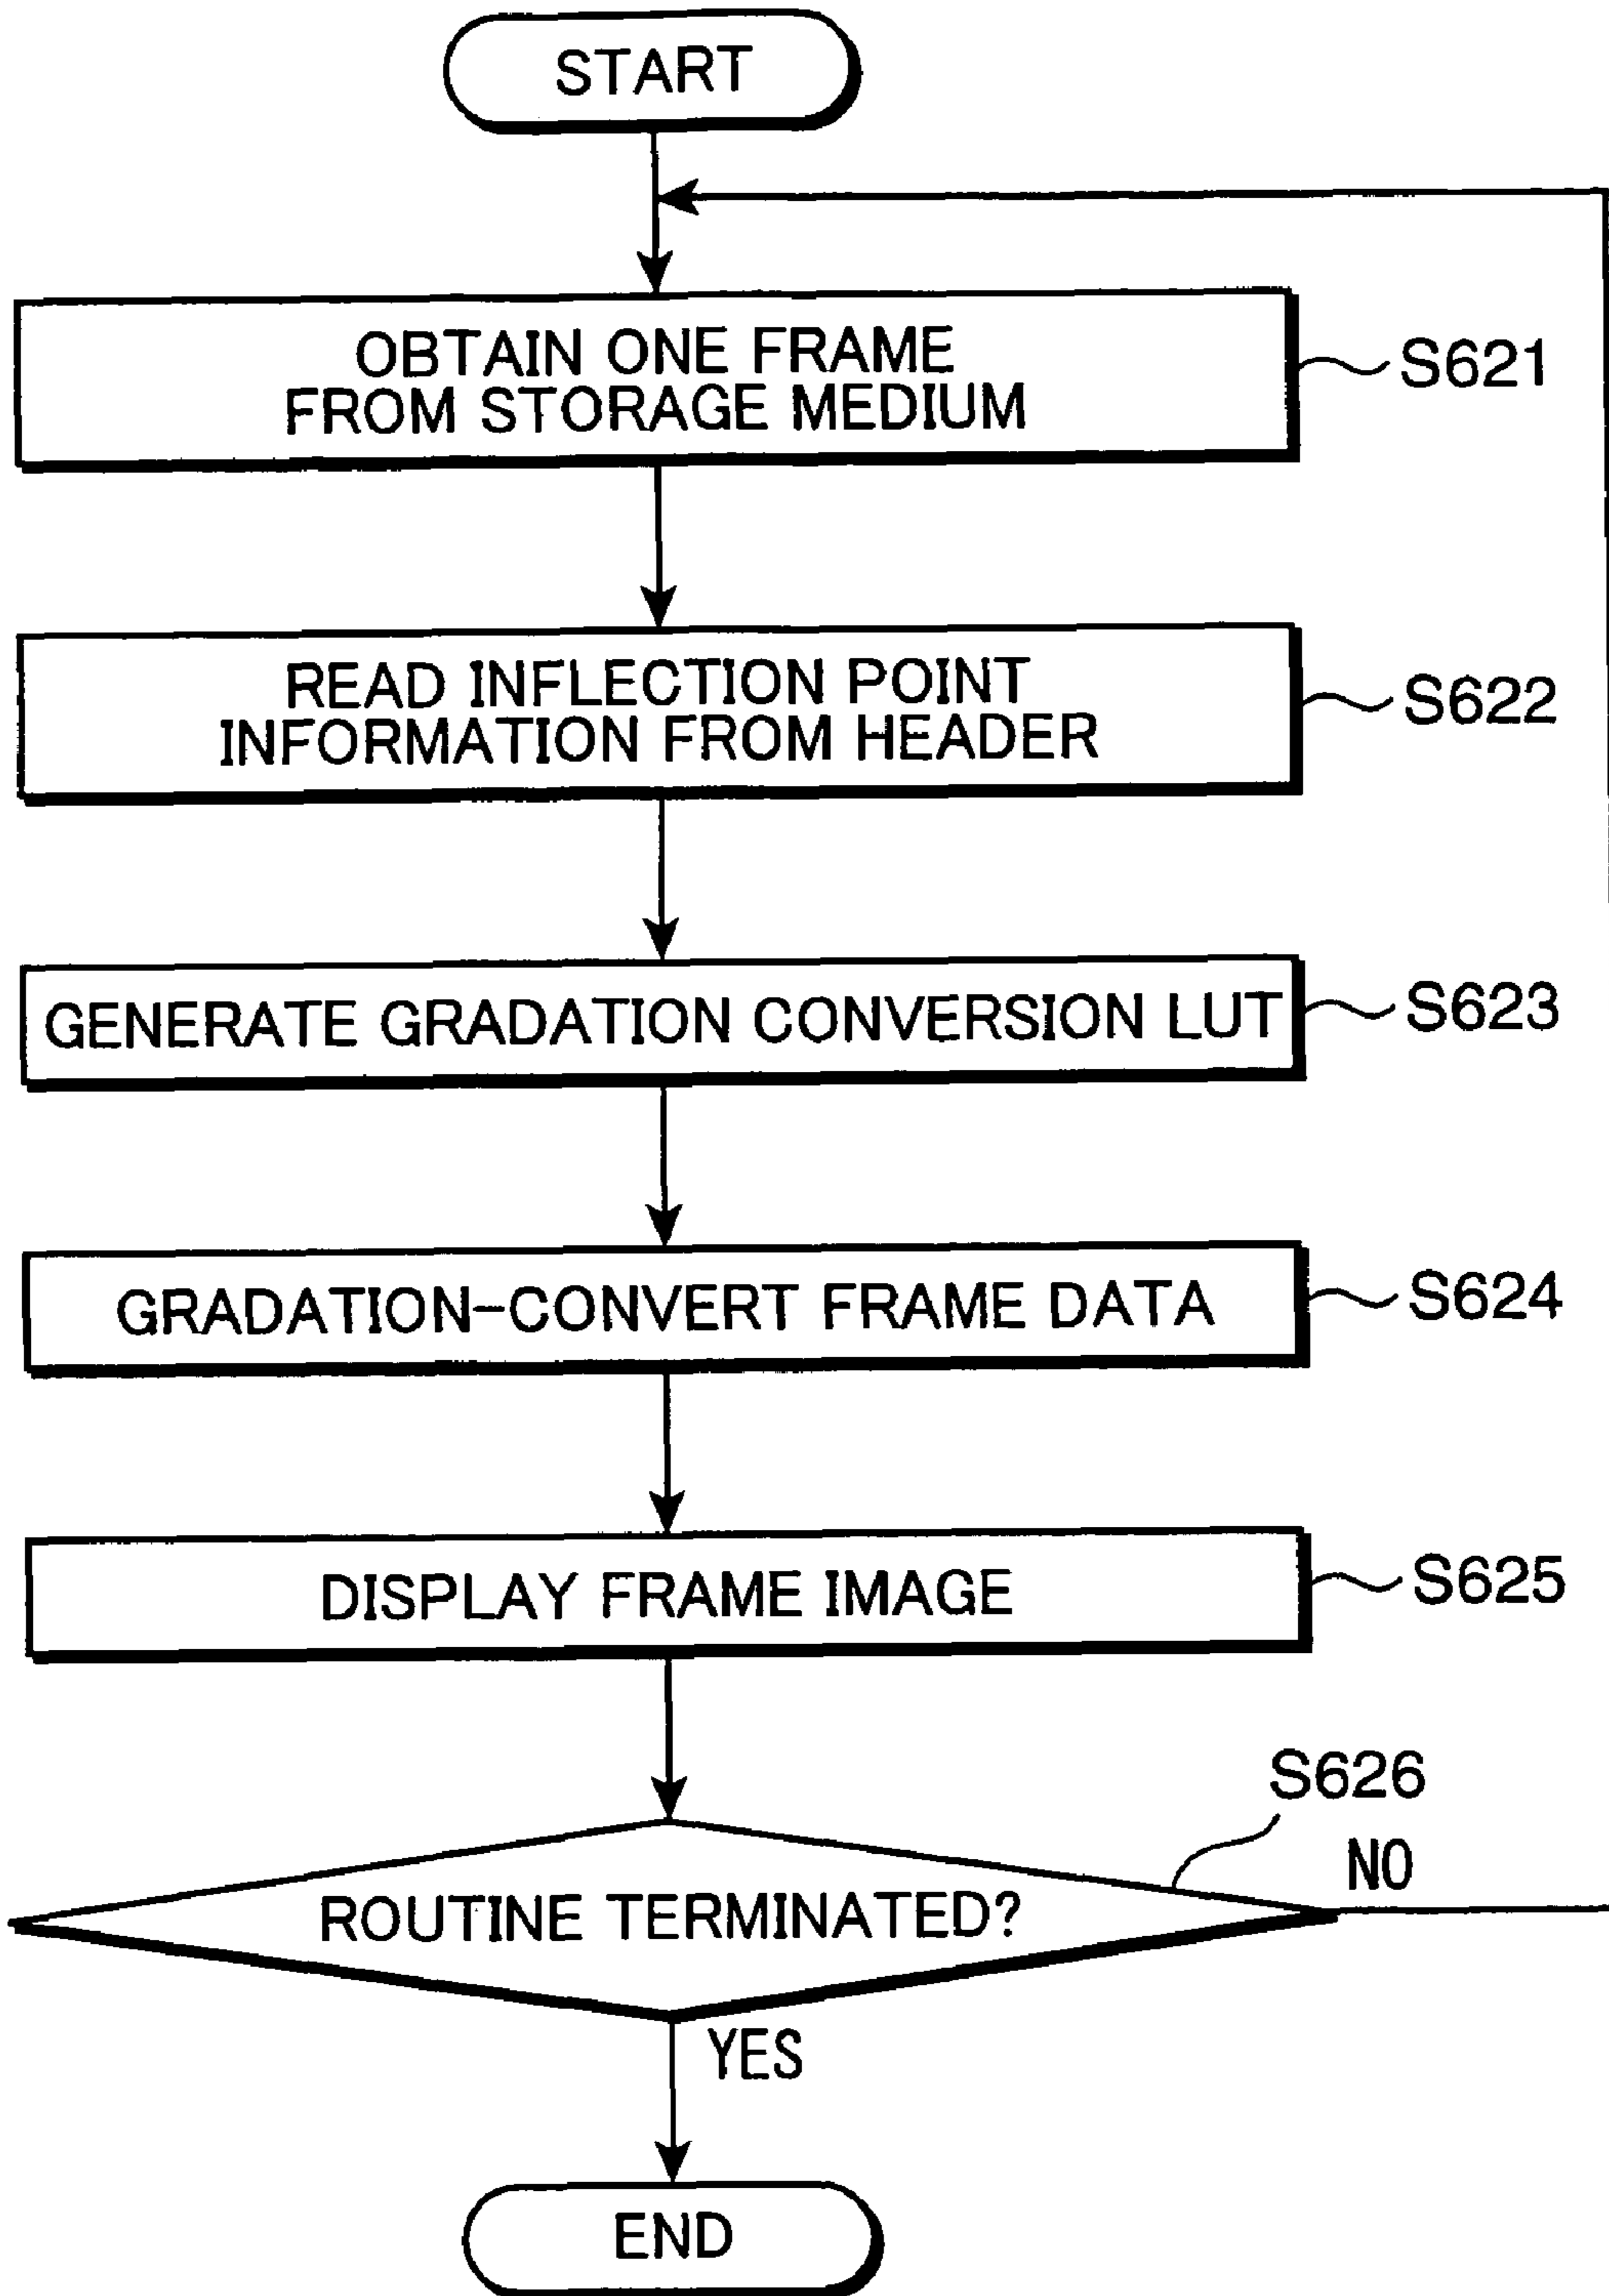 START
OBTAIN ONE FRAME
FROM STORAGE MEDIUM
S621
READ INFLECTION POINT
INFORMATION FROM HEADER
S622
GENERATE GRADATION CONVERSION LUT
S623
GRADATION-CONVERT FRAME DATA
S624
DISPLAY FRAME IMAGE
S625
S626
NO
ROUTINE TERMINATED?
YES
END